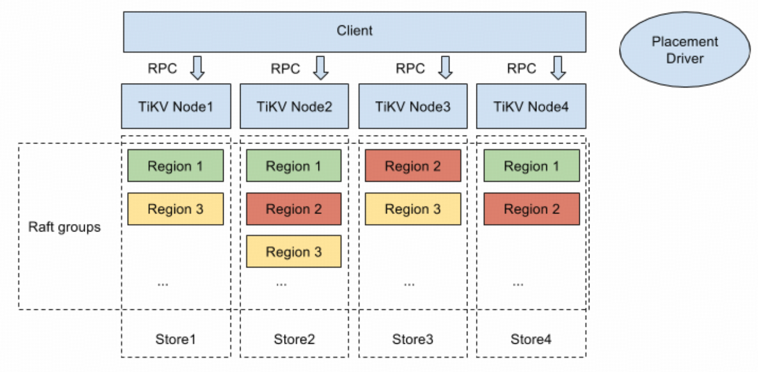 Client
Placement
Driver
RPC RPC RPC RPC
TiKV Node1 TiKV Node2 TiKV Node3 TiKV Node4
Region 1 Region 1 Region 2 Region 1
Region 3 Region 2 Region 3 Region 2
Raft groups
Region 3
... ... ... ...
Store1 Store2 Store3 Store4